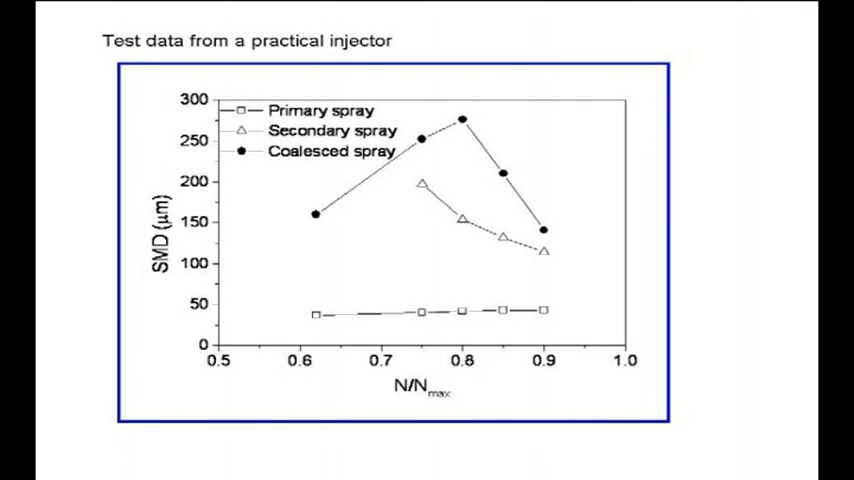 Test data from a practical injector
300
Primary spray
Secondary spray
250
Coalesced spray
200
150
100
50
0
SMD (μm)
0.5 0.6 0.7 0.8 0.9 1.0
N/Nmax